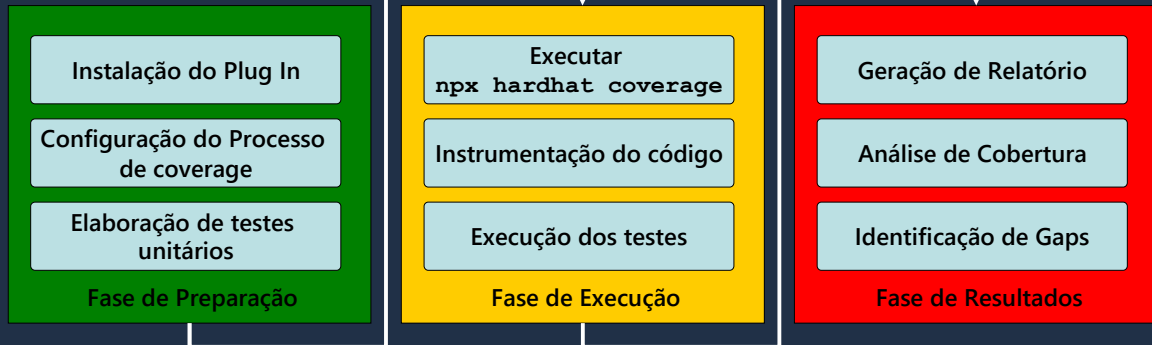 Instalação do Plug In
Configuração do Processo
de coverage
Elaboração de testes
unitários
Fase de Preparação
Executar
npx hardhat coverage
Instrumentação do código
Execução dos testes
Fase de Execução
Geração de Relatório
Análise de Cobertura
Identificação de Gaps
Fase de Resultados